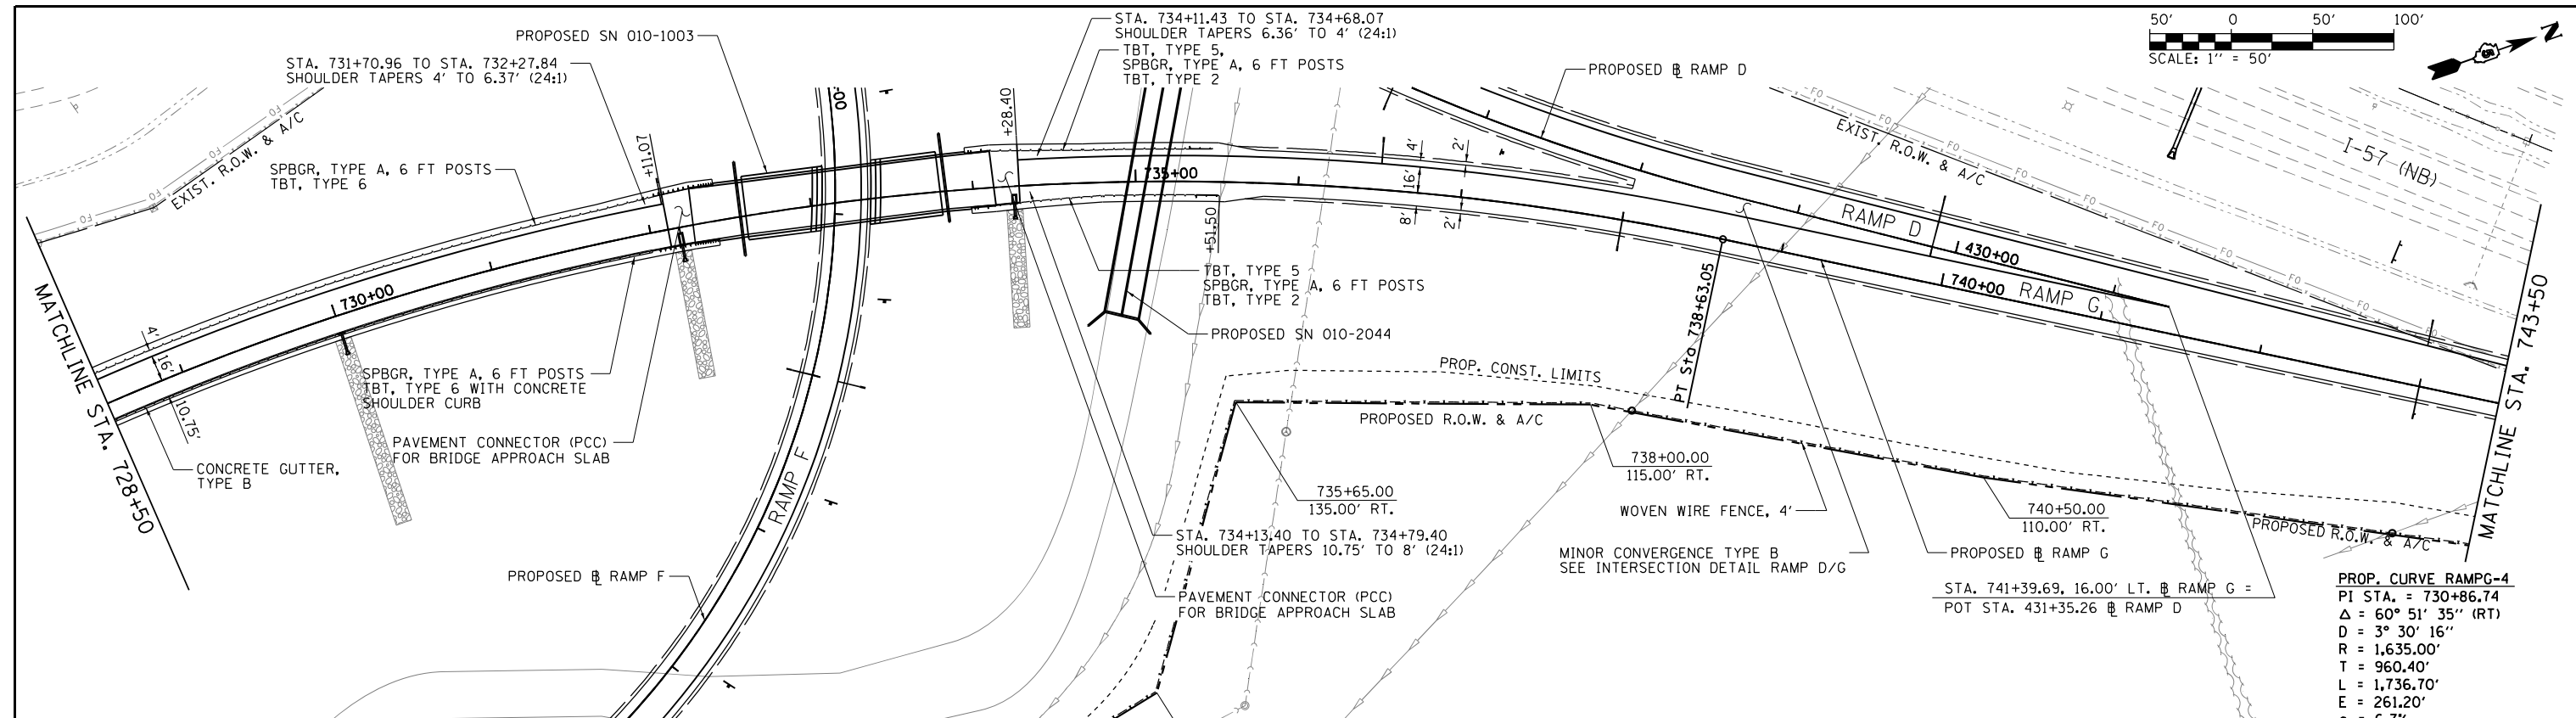 STA. 734+11.43 TO STA. 734+68.07
SHOULDER TAPERS 6.36' TO 4' (24:1)
TBT, TYPE 5,
SPBGR, TYPE A, 6 FT POSTS
TBT, TYPE 2
PROPOSED SN 010-1003
STA. 731+70.96 TO STA. 732+27.84
SHOULDER TAPERS 4' TO 6.37' (24:1)
50' 0 50' 100'
SCALE: 1'' = 50'
N
PROPOSED ⅊ RAMP D
EXIST. R.O.W. & A/C
SPBGR, TYPE A, 6 FT POSTS
TBT, TYPE 6
+11.07
+28.40
EXIST. R.O.W. & A/C
I-57 (NB)
FO FO FO FO FO FO FO FO
735+00
4' 2'
16'
8' 2'
+51.50
RAMP D
430+00
740+00 RAMP G
730+00
4'
16'
10.75'
MATCHLINE STA. 728+50
MATCHLINE STA. 743+50
TBT, TYPE 5
SPBGR, TYPE A, 6 FT POSTS
TBT, TYPE 2
PROPOSED SN 010-2044
PT Sta 738+63.05
SPBGR, TYPE A, 6 FT POSTS
TBT, TYPE 6 WITH CONCRETE
SHOULDER CURB
PAVEMENT CONNECTOR (PCC)
FOR BRIDGE APPROACH SLAB
CONCRETE GUTTER,
TYPE B
RAMP F
PROP. CONST. LIMITS
PROPOSED R.O.W. & A/C
738+00.00
115.00' RT.
735+65.00
135.00' RT.
WOVEN WIRE FENCE, 4'
740+50.00
110.00' RT.
PROPOSED R.O.W. & A/C
STA. 734+13.40 TO STA. 734+79.40
SHOULDER TAPERS 10.75' TO 8' (24:1)
MINOR CONVERGENCE TYPE B
SEE INTERSECTION DETAIL RAMP D/G
PROPOSED ⅊ RAMP G
PROPOSED ⅊ RAMP F
PAVEMENT CONNECTOR (PCC)
FOR BRIDGE APPROACH SLAB
STA. 741+39.69, 16.00' LT. ⅊ RAMP G =
POT STA. 431+35.26 ⅊ RAMP D
PROP. CURVE RAMPG-4
PI STA. = 730+86.74
Δ = 60° 51' 35'' (RT)
D = 3° 30' 16''
R = 1,635.00'
T = 960.40'
L = 1,736.70'
E = 261.20'